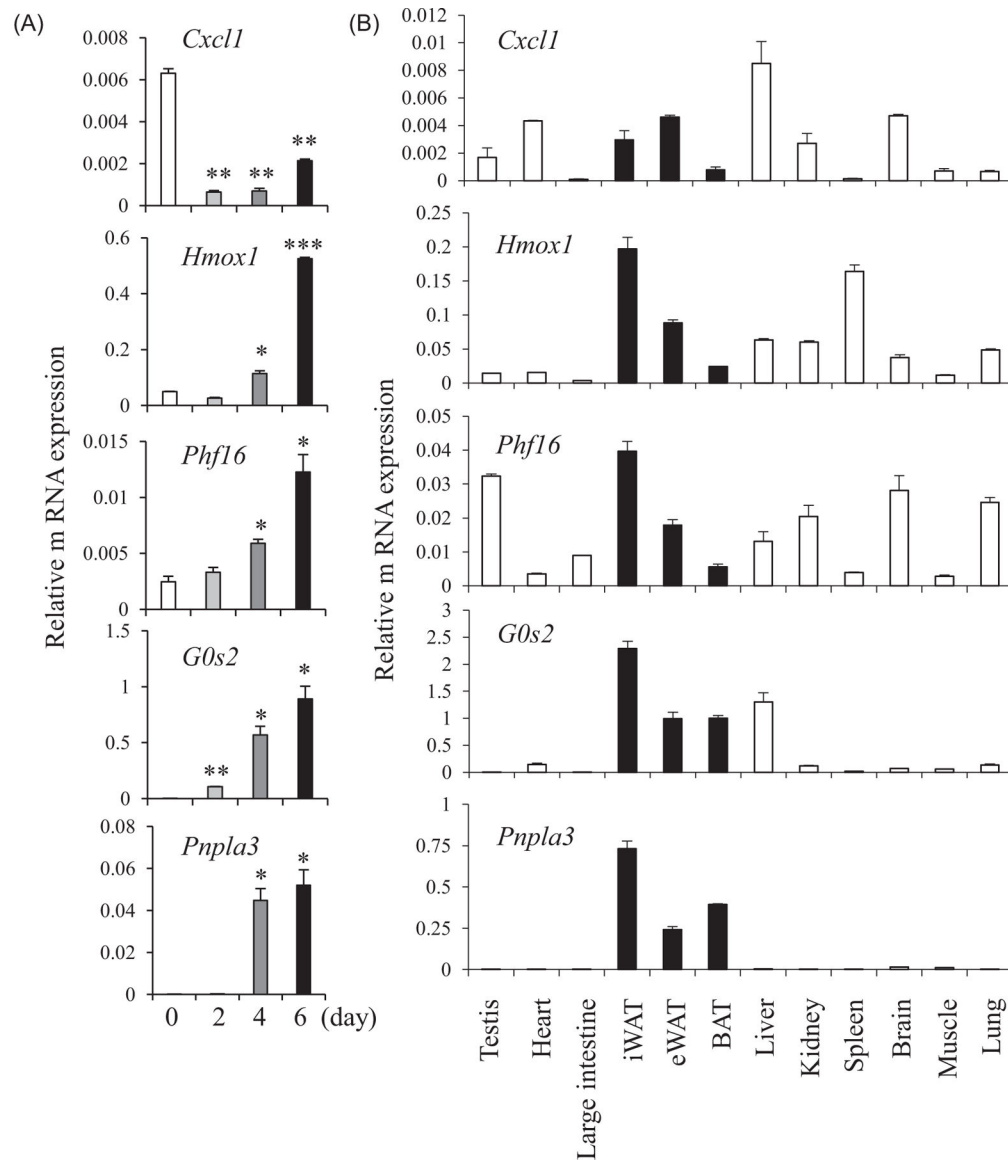 (A)
Relative m RNA expression
Cxcl1
0.008
0.006
0.004
0.002
0
**
**
**
Hmox1
0.6
0.4
0.2
0
*
***
Phf16
0.015
0.01
0.005
0
*
*
G0s2
1.5
1
0.5
0
**
*
*
Pnpla3
0.08
0.06
0.04
0.02
0
*
*
0 2 4 6 (day)
(B)
Relative m RNA expression
Cxcl1
0.012
0.01
0.008
0.006
0.004
0.002
0
Hmox1
0.25
0.2
0.15
0.1
0.05
0
Phf16
0.05
0.04
0.03
0.02
0.01
0
G0s2
3
2.5
2
1.5
1
0.5
0
Pnpla3
1
0.75
0.5
0.25
0
Testis
Heart
Large intestine
iWAT
eWAT
BAT
Liver
Kidney
Spleen
Brain
Muscle
Lung